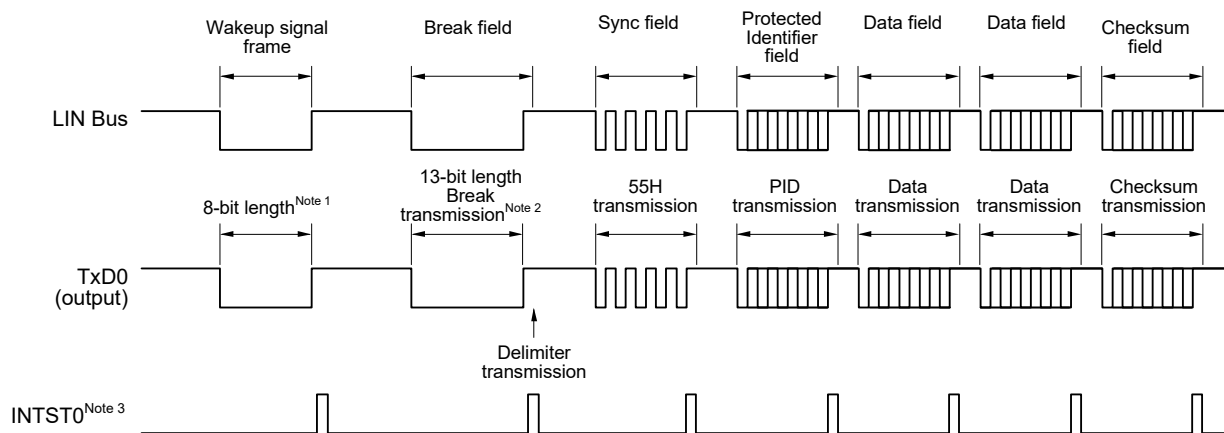 Wakeup signal
frame
Break field
Sync field
Protected
Identifier
field
Data field
Data field
Checksum
field
LIN Bus
8-bit length Note 1
13-bit length
Break
transmission Note 2
55H
transmission
PID
transmission
Data
transmission
Data
transmission
Checksum
transmission
TxD0
(output)
Delimiter
transmission
INTST0 Note 3